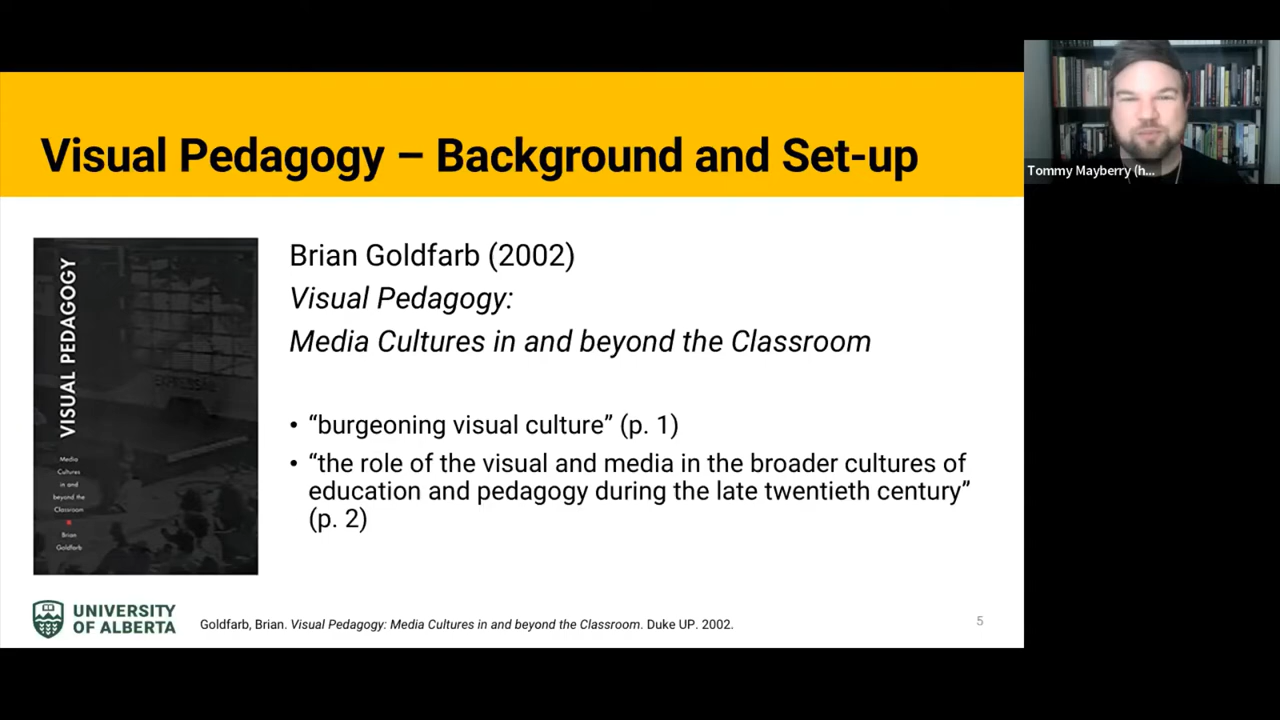 Visual Pedagogy – Background and Set-up
Tommy Mayberry (h...
VISUAL PEDAGOGY
Media
Cultures
in and
beyond the
Classroom
Brian
Goldfarb
Brian Goldfarb (2002)
Visual Pedagogy:
Media Cultures in and beyond the Classroom
• “burgeoning visual culture” (p. 1)
• “the role of the visual and media in the broader cultures of
education and pedagogy during the late twentieth century”
(p. 2)
UNIVERSITY
OF ALBERTA
Goldfarb, Brian. Visual Pedagogy: Media Cultures in and beyond the Classroom. Duke UP. 2002.
5